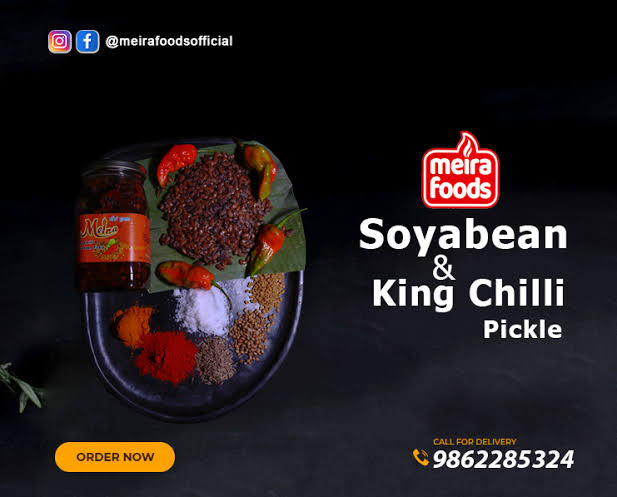 @meirafoodsofficial
meira
foods
Soyabean
&
King Chilli
Pickle
ORDER NOW
CALL FOR DELIVERY
9862285324